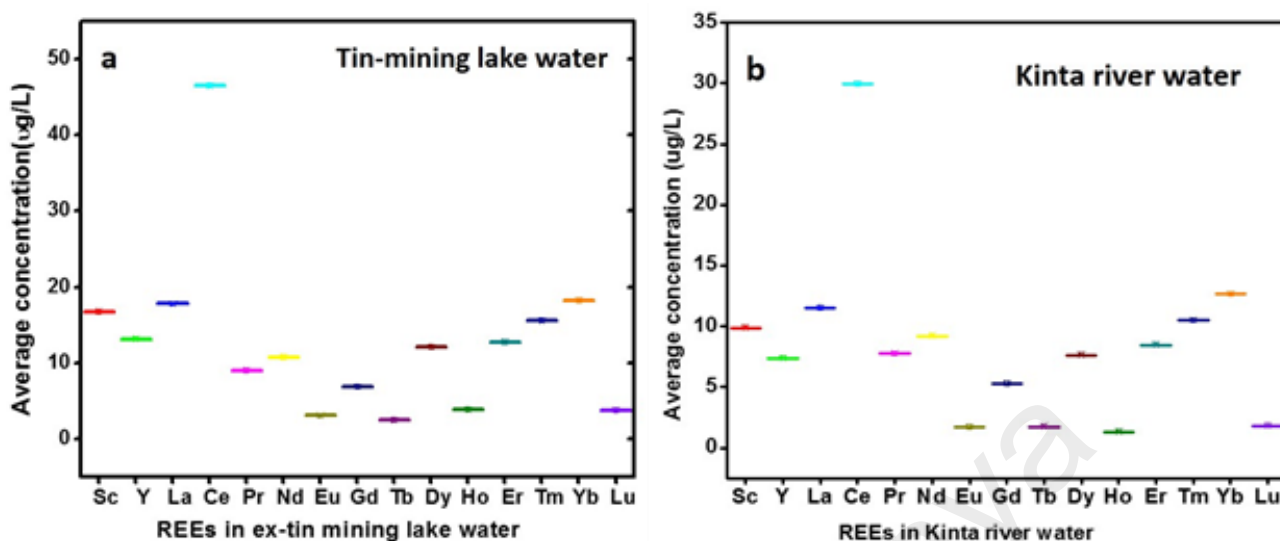 a
Tin-mining lake water
Average concentration(υg/L)
50
40
30
20
10
0
Sc Y La Ce Pr Nd Eu Gd Tb Dy Ho Er Tm Yb Lu
REEs in ex-tin mining lake water
b
Kinta river water
Average concentration (ug/L)
35
30
25
20
15
10
5
0
Sc Y La Ce Pr Nd Eu Gd Tb Dy Ho Er Tm Yb Lu
REEs in Kinta river water